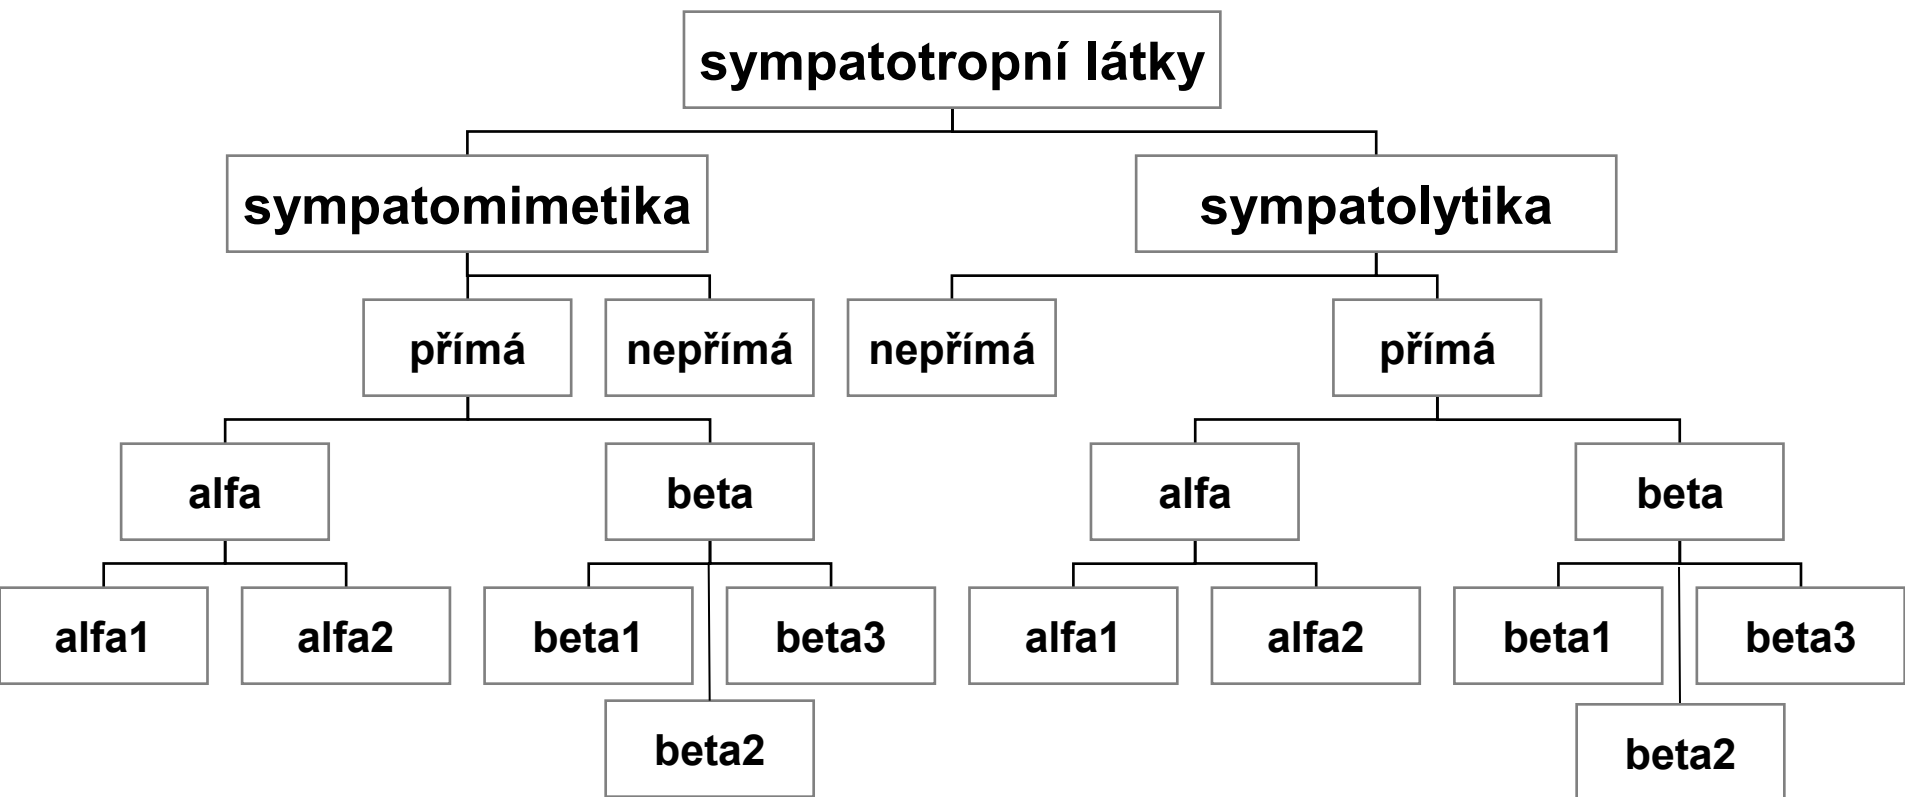 sympatotropní látky
sympatomimetika
sympatolytika
přímá
nepřímá
nepřímá
přímá
alfa
beta
alfa
beta
alfa1
alfa2
beta1
beta3
alfa1
alfa2
beta1
beta3
beta2
beta2